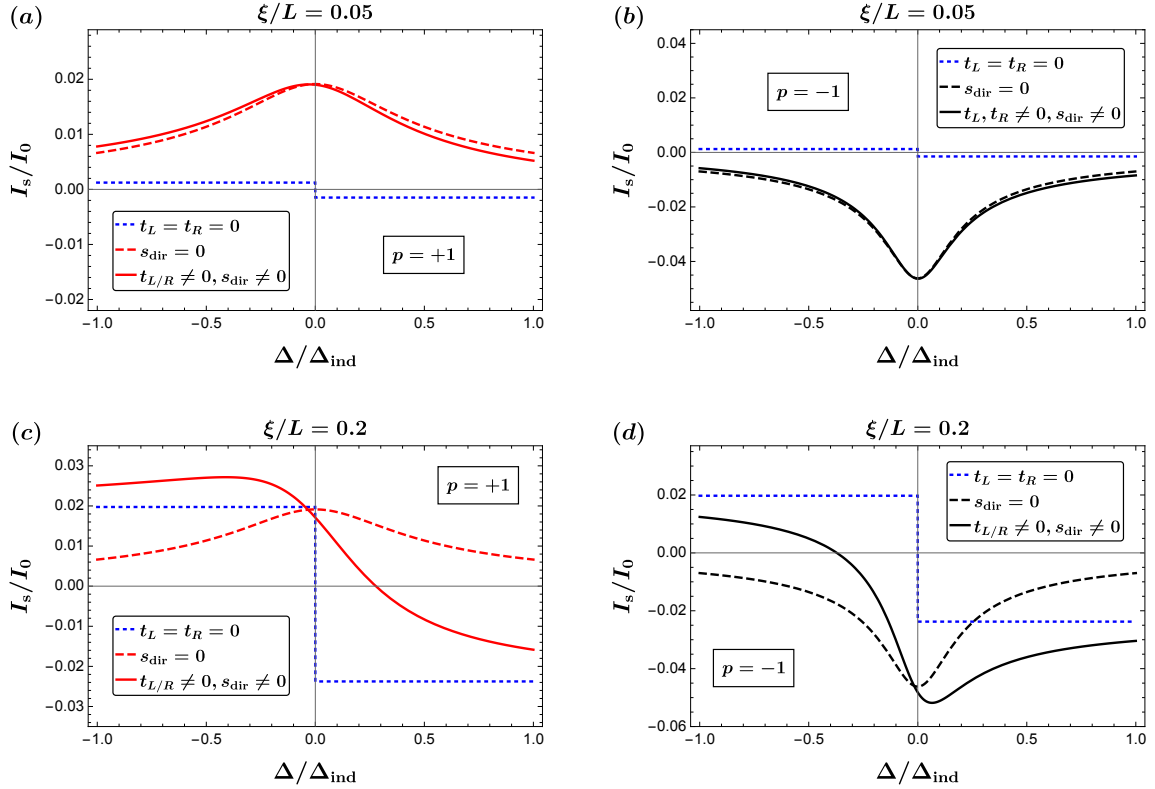 (a)
ξ/L = 0.05
0.02
0.01
0.00
-0.01
-0.02
I_s/I_0
t_L = t_R = 0
s_dir = 0
t_L/R ≠ 0, s_dir ≠ 0
p = +1
-1.0 -0.5 0.0 0.5 1.0
Δ/Δ_ind
(b)
ξ/L = 0.05
0.04
0.02
0.00
-0.02
-0.04
I_s/I_0
p = −1
t_L = t_R = 0
s_dir = 0
t_L, t_R ≠ 0, s_dir ≠ 0
-1.0 -0.5 0.0 0.5 1.0
Δ/Δ_ind
(c)
ξ/L = 0.2
0.03
0.02
0.01
0.00
-0.01
-0.02
-0.03
I_s/I_0
p = +1
t_L = t_R = 0
s_dir = 0
t_L/R ≠ 0, s_dir ≠ 0
-1.0 -0.5 0.0 0.5 1.0
Δ/Δ_ind
(d)
ξ/L = 0.2
0.04
0.02
0.00
-0.02
-0.04
-0.06
I_s/I_0
t_L = t_R = 0
s_dir = 0
t_L/R ≠ 0, s_dir ≠ 0
p = −1
-1.0 -0.5 0.0 0.5 1.0
Δ/Δ_ind